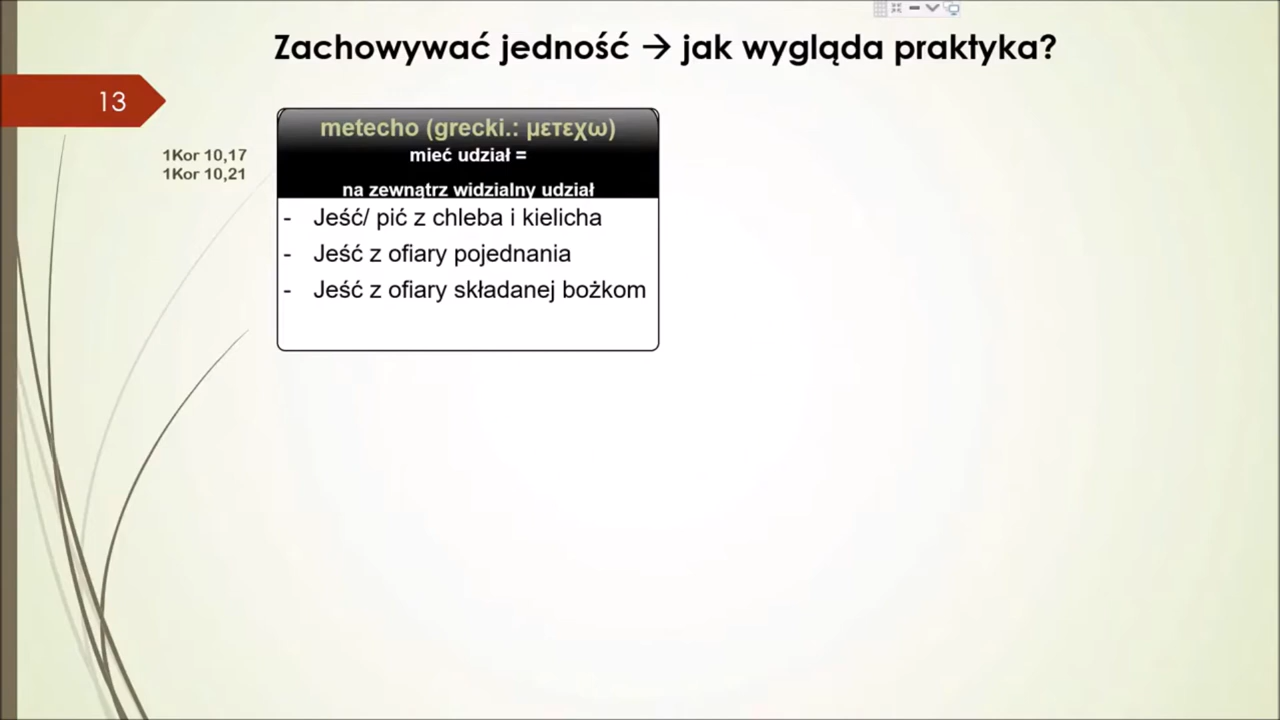 Zachowywać jedność → jak wygląda praktyka?
13
1Kor 10,17
1Kor 10,21
metecho (grecki.: μετεχω)
mieć udział =
na zewnątrz widzialny udział
- Jeść/ pić z chleba i kielicha
- Jeść z ofiary pojednania
- Jeść z ofiary składanej bożkom